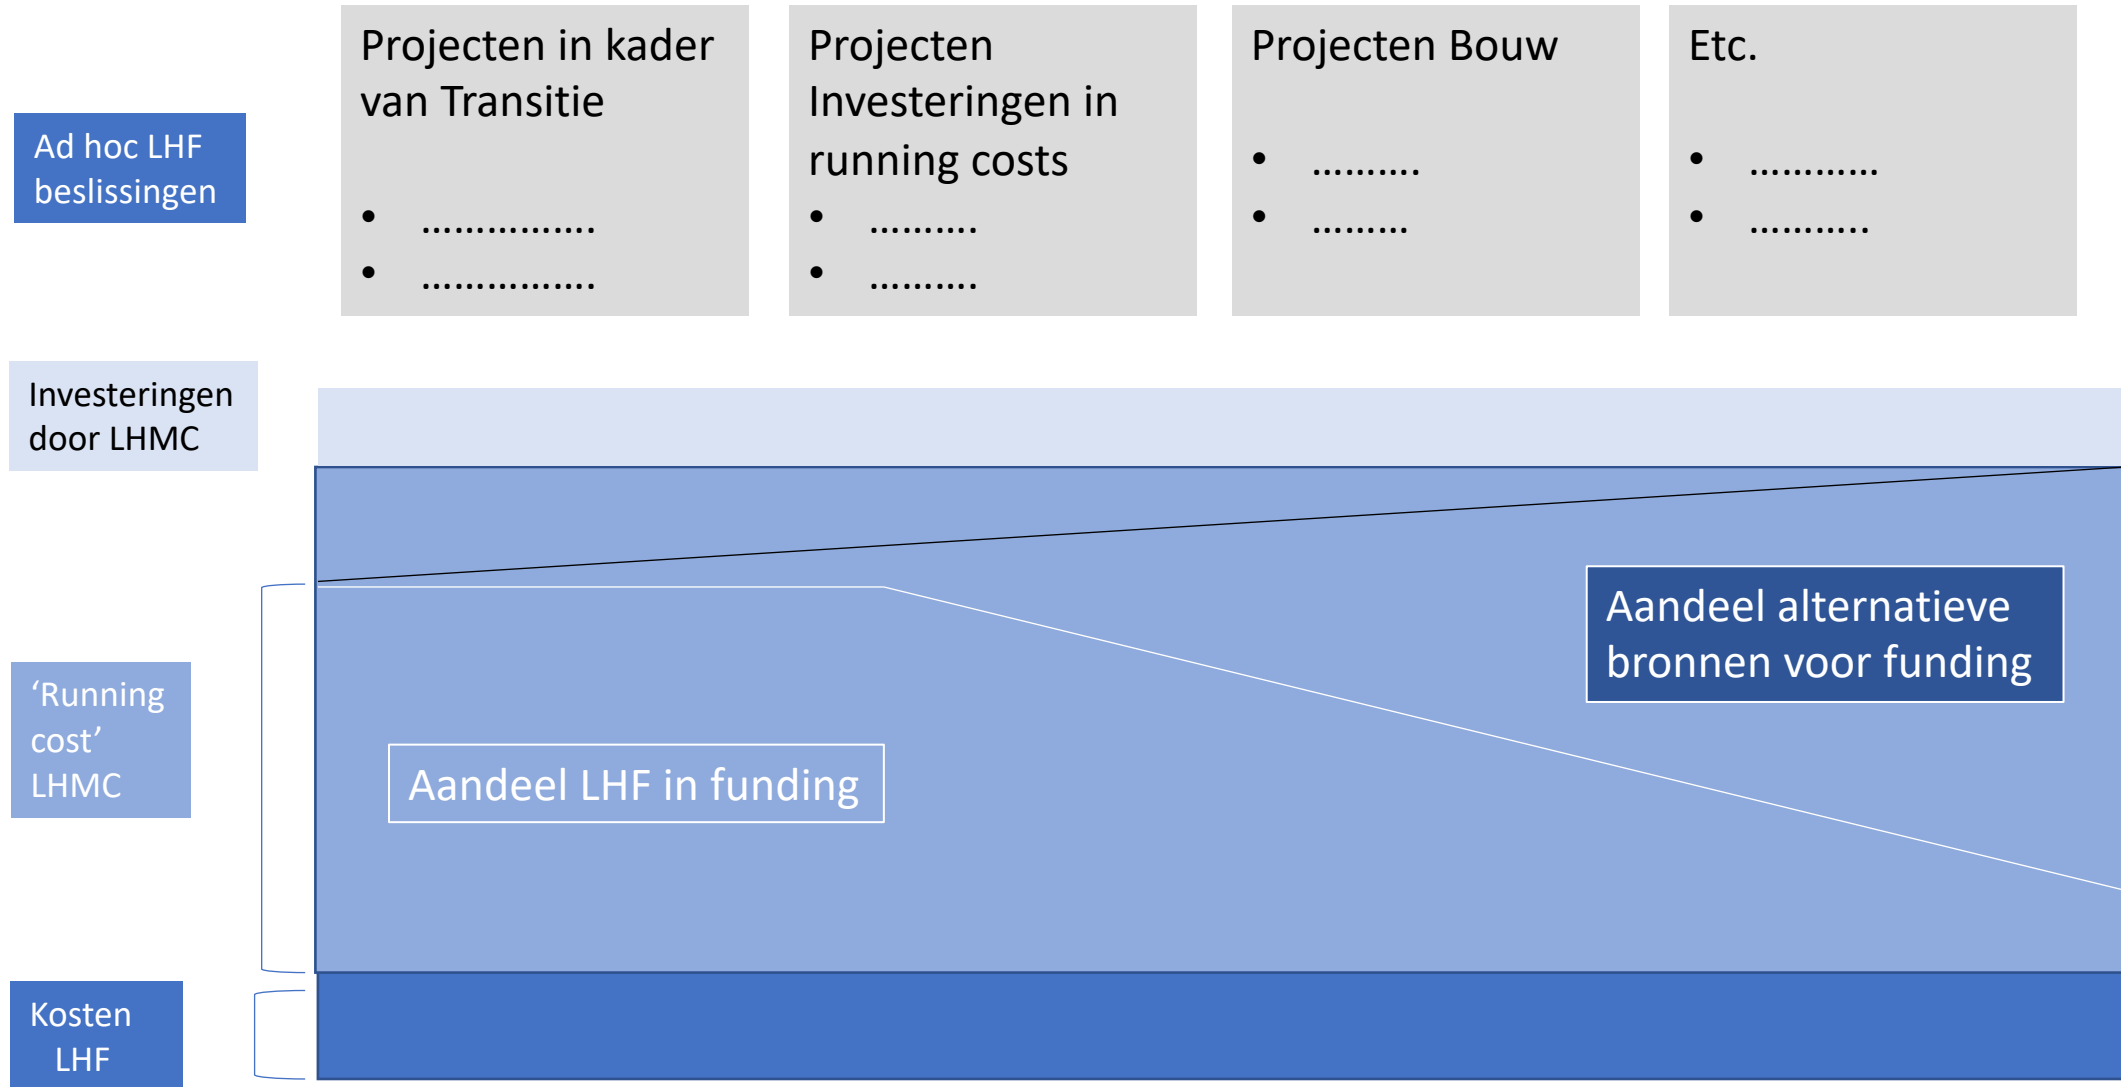 Projecten in kader
van Transitie
• …………….
• …………….
Projecten
Investeringen in
running costs
• ……….
• ……….
Projecten Bouw
• ……….
• ………
Etc.
• …………
• ………..
Ad hoc LHF
beslissingen
Investeringen
door LHMC
Aandeel alternatieve
bronnen voor funding
‘Running
cost’
LHMC
Aandeel LHF in funding
Kosten
LHF